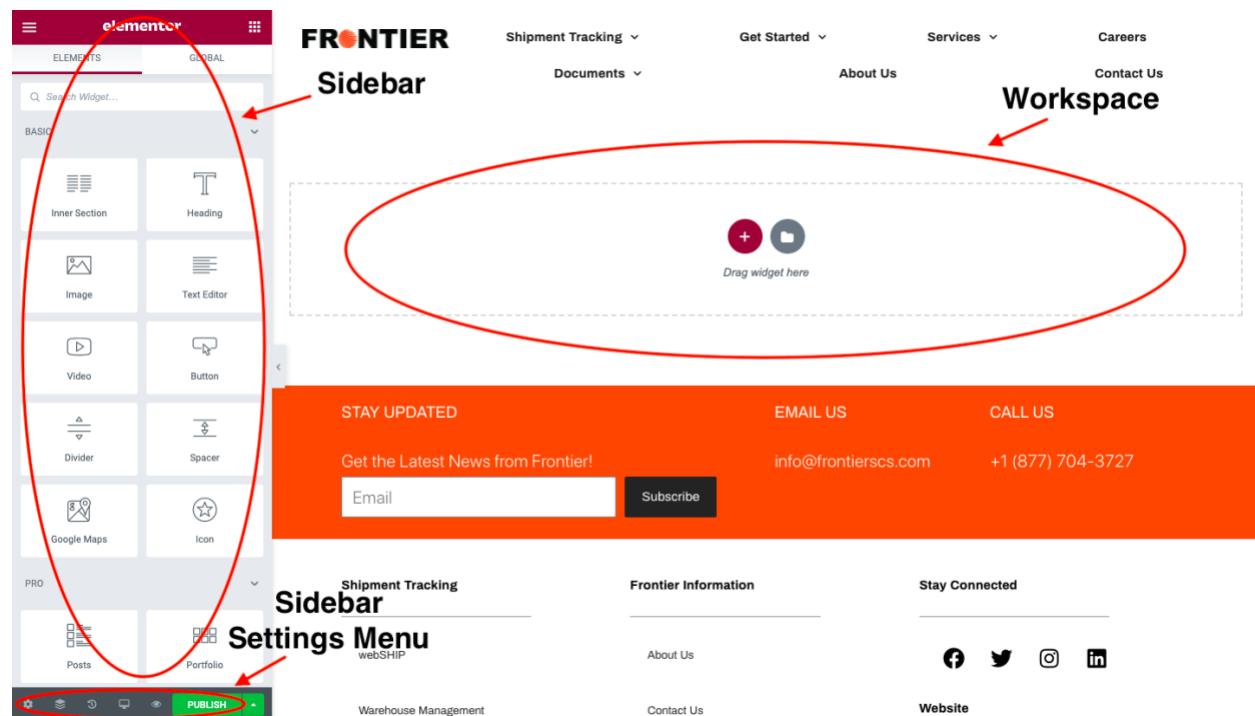 elementor
ELEMENTS GLOBAL
Search Widget...
BASIC
Inner Section Heading
Image Text Editor
Video Button
Divider Spacer
Google Maps Icon
PRO
Posts Portfolio
PUBLISH
FRONTIER
Shipment Tracking Get Started Services Careers
Documents About Us Contact Us
Sidebar
Workspace
Drag widget here
STAY UPDATED EMAIL US CALL US
Get the Latest News from Frontier! info@frontierscs.com +1 (877) 704-3727
Email Subscribe
Shipment Tracking Frontier Information Stay Connected
Sidebar
Settings Menu
webSHIP About Us
Warehouse Management Contact Us Website